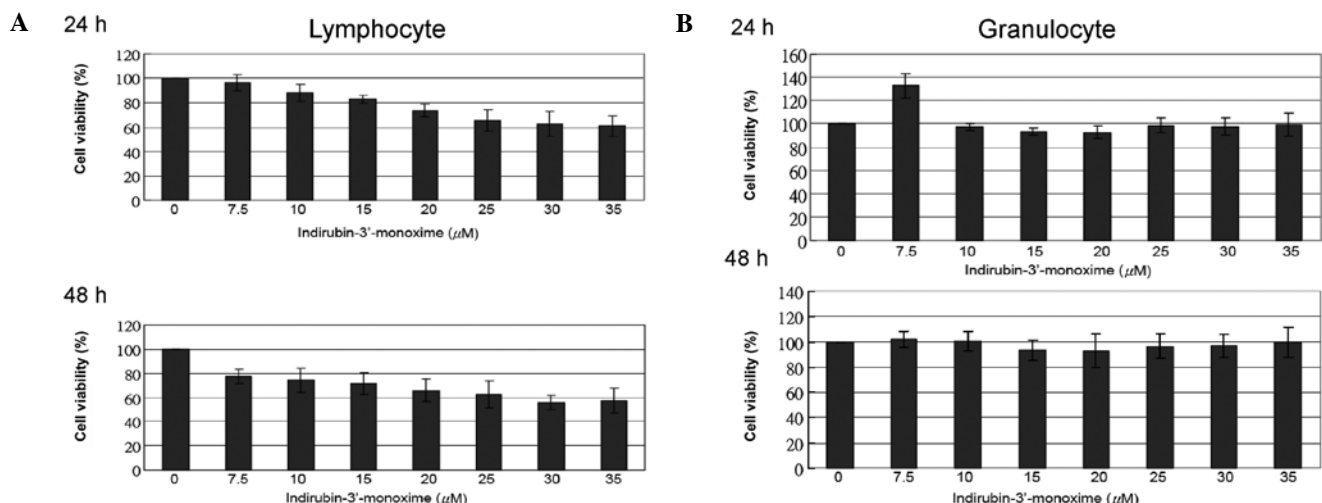 A
24 h
Lymphocyte
Cell viability (%)
120
100
80
60
40
20
0
0 7.5 10 15 20 25 30 35
Indirubin-3'-monoxime (μM)
48 h
Cell viability (%)
120
100
80
60
40
20
0
0 7.5 10 15 20 25 30 35
Indirubin-3'-monoxime (μM)
B
24 h
Granulocyte
Cell viability (%)
160
140
120
100
80
60
40
20
0
0 7.5 10 15 20 25 30 35
Indirubin-3'-monoxime (μM)
48 h
Cell viability (%)
140
120
100
80
60
40
20
0
0 7.5 10 15 20 25 30 35
Indirubin-3'-monoxime (μM)